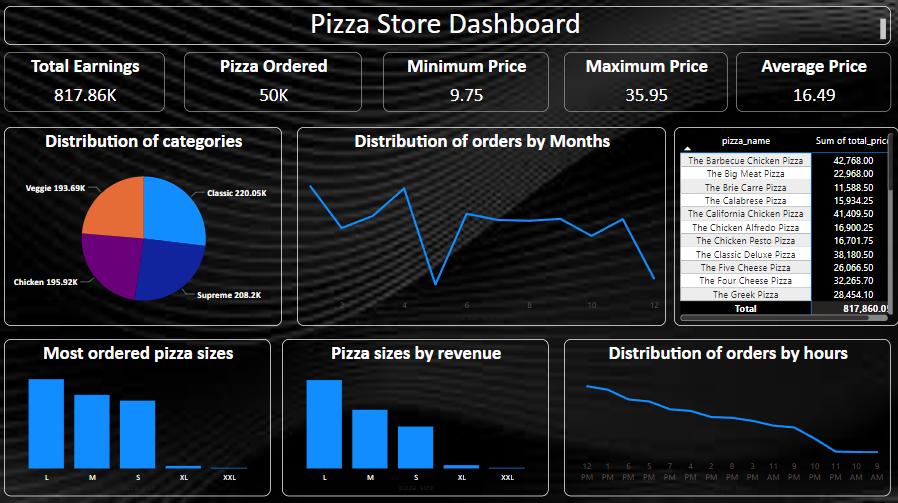 Pizza Store Dashboard
Total Earnings
817.86K
Pizza Ordered
50K
Minimum Price
9.75
Maximum Price
35.95
Average Price
16.49
Distribution of categories
Veggie 193.69K
Classic 220.05K
Chicken 195.92K
Supreme 208.2K
Distribution of orders by Months
2 4 6 8 10 12
pizza_name Sum of total_price
The Barbecue Chicken Pizza 42,768.00
The Big Meat Pizza 22,968.00
The Brie Carre Pizza 11,588.50
The Calabrese Pizza 15,934.25
The California Chicken Pizza 41,409.50
The Chicken Alfredo Pizza 16,900.25
The Chicken Pesto Pizza 16,701.75
The Classic Deluxe Pizza 38,180.50
The Five Cheese Pizza 26,066.50
The Four Cheese Pizza 32,265.70
The Greek Pizza 28,454.10
Total 817,860.05
Most ordered pizza sizes
L M S XL XXL
Pizza sizes by revenue
L M S XL XXL
Distribution of orders by hours
12 1 6 5 7 4 2 8 3 11 9 10 11 10 9
PM PM PM PM PM PM PM PM PM AM PM PM PM AM AM